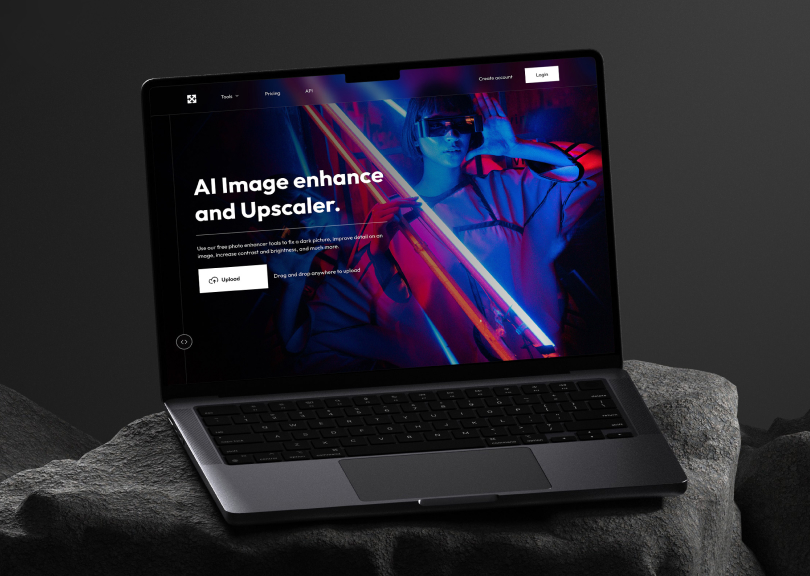 Tools
Pricing
API
Create account
Login
AI Image enhance
and Upscaler.
Use our free photo enhancer tools to fix a dark picture, improve detail on an
image, increase contrast and brightness, and much more.
Upload
Drag and drop anywhere to upload